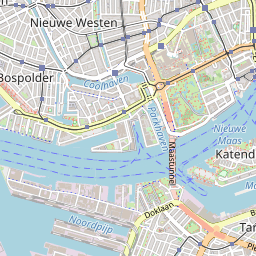 Nieuwe Westen
Bospolder
Coolhaven
Parkhaven
Nieuwe
Maas
Katend
Maastunnel
Noordpijp
Doklaan
Tar